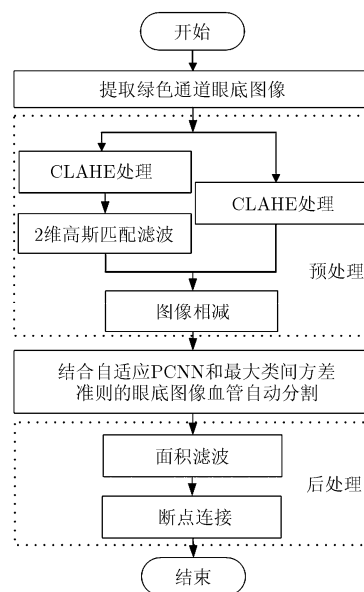 开始
提取绿色通道眼底图像
CLAHE处理
CLAHE处理
2维高斯匹配滤波
预处理
图像相减
结合自适应PCNN和最大类间方差
准则的眼底图像血管自动分割
面积滤波
后处理
断点连接
结束